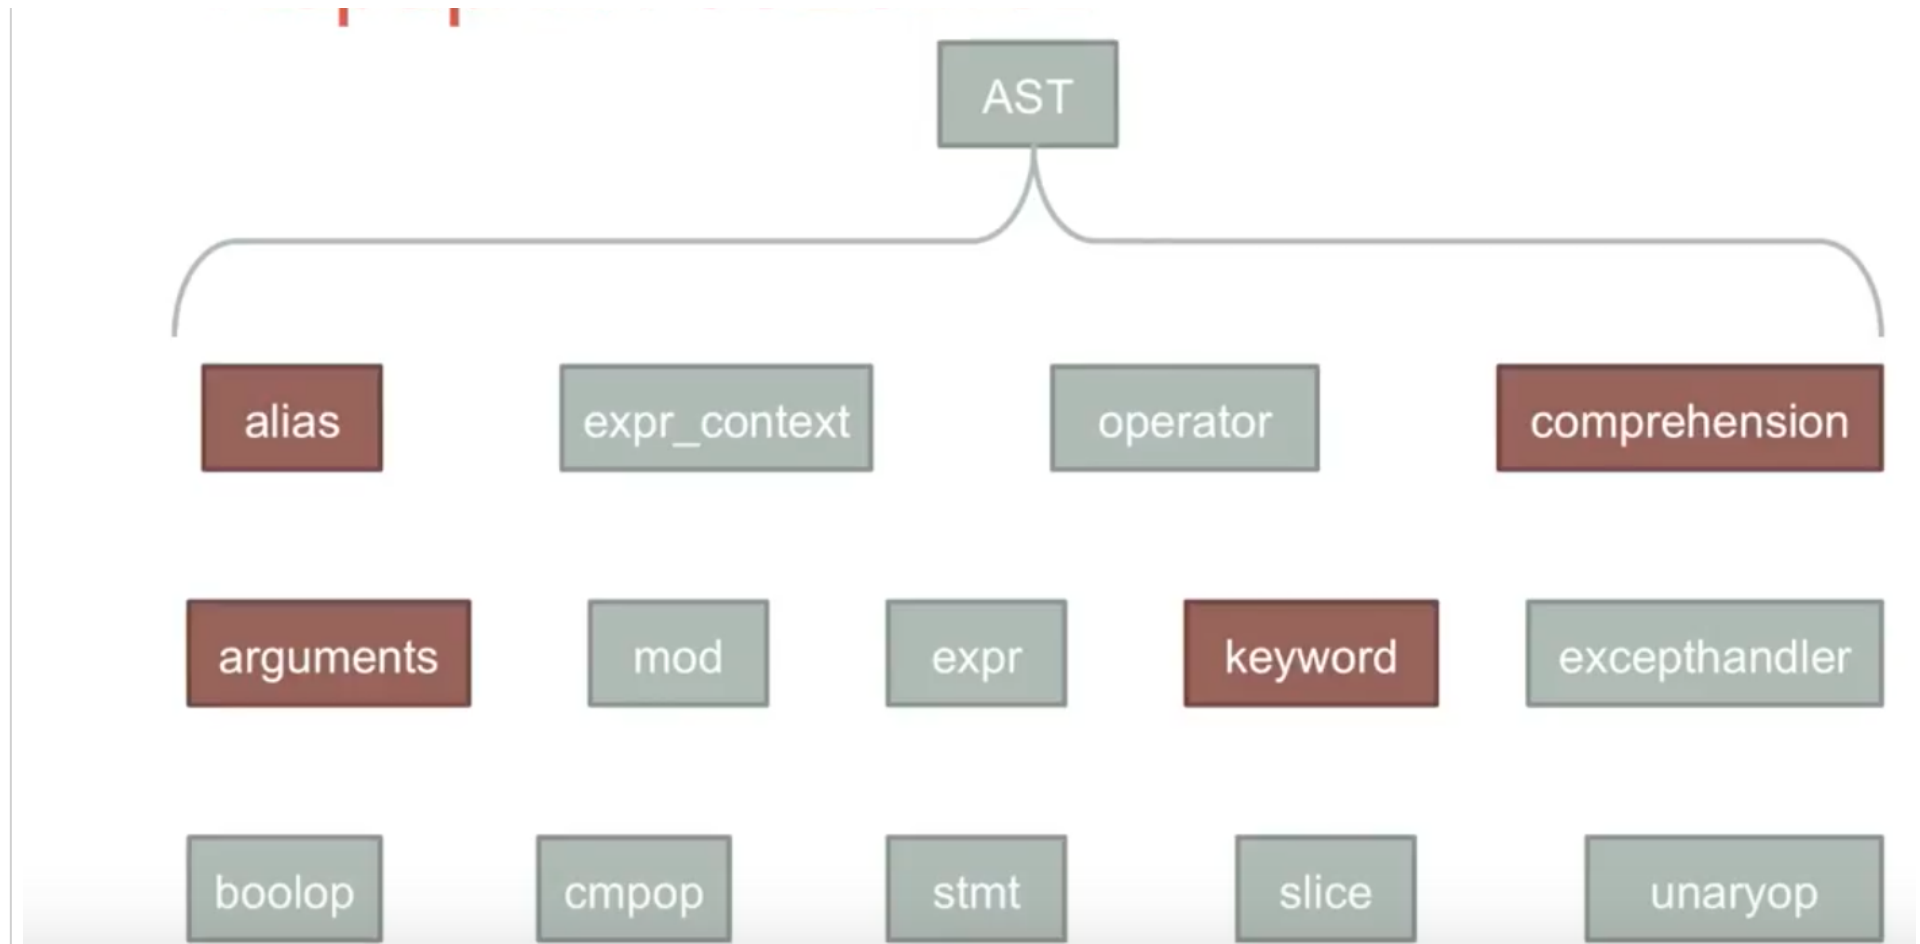 AST
alias expr_context operator comprehension
arguments mod expr keyword excepthandler
boolop cmpop stmt slice unaryop